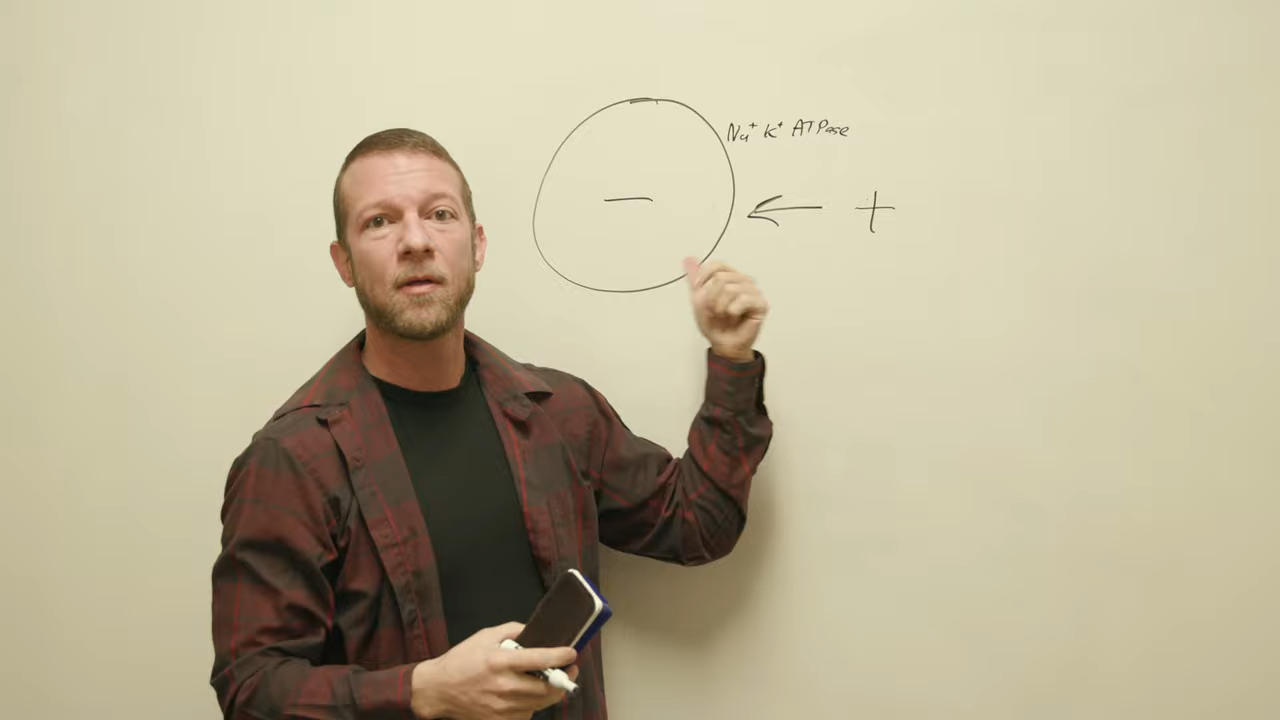 Na⁺ K⁺ ATPase
− ← +